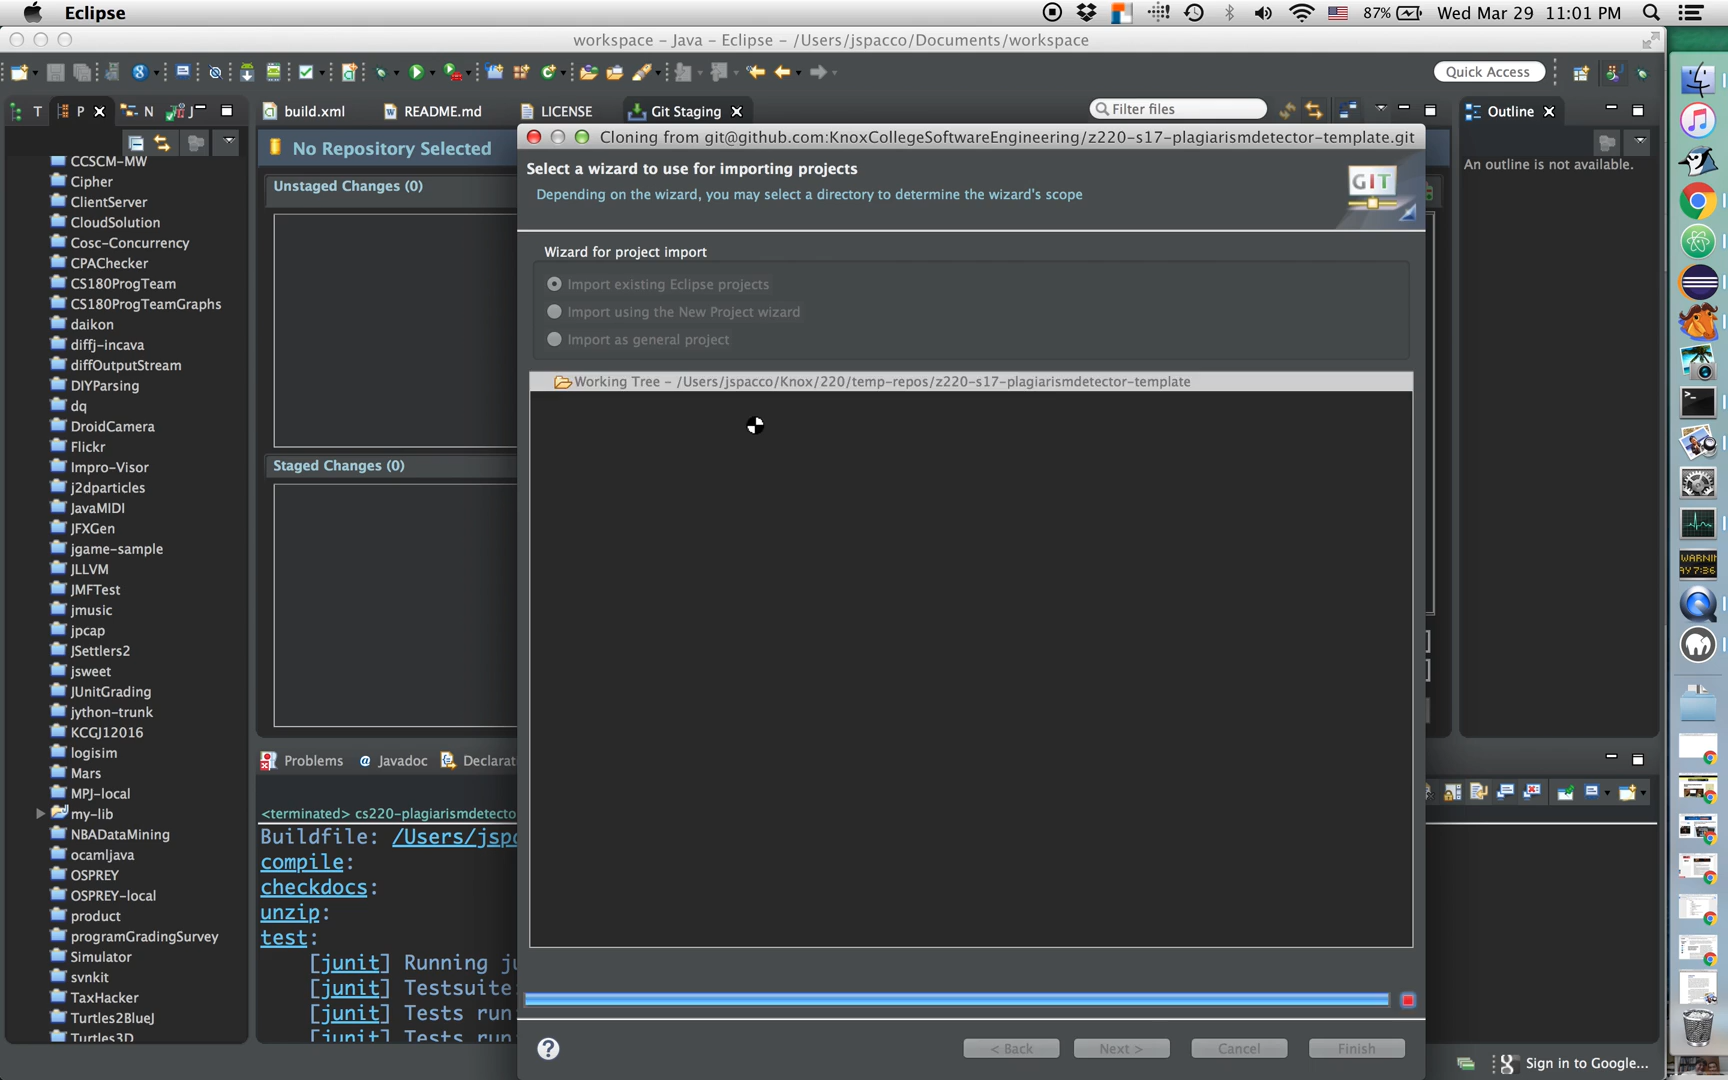 Eclipse
87%
Wed Mar 29 11:01 PM
workspace – Java – Eclipse – /Users/jspacco/Documents/workspace
Quick Access
T
P
N
J
build.xml
README.md
LICENSE
Git Staging
Filter files
Outline
An outline is not available.
CCSCM-MW
Cipher
ClientServer
CloudSolution
Cosc-Concurrency
CPAChecker
CS180ProgTeam
CS180ProgTeamGraphs
daikon
diffj-incava
diffOutputStream
DIYParsing
dq
DroidCamera
Flickr
Impro-Visor
j2dparticles
JavaMIDI
JFXGen
jgame-sample
JLLVM
JMFTest
jmusic
jpcap
JSettlers2
jsweet
JUnitGrading
jython-trunk
KCGJ12016
logisim
Mars
MPJ-local
my-lib
NBADataMining
ocamljava
OSPREY
OSPREY-local
product
programGradingSurvey
Simulator
svnkit
TaxHacker
Turtles2BlueJ
Turtles3D
No Repository Selected
Unstaged Changes (0)
Staged Changes (0)
Cloning from git@github.com:KnoxCollegeSoftwareEngineering/z220-s17-plagiarismdetector-template.git
Select a wizard to use for importing projects
Depending on the wizard, you may select a directory to determine the wizard's scope
GIT
Wizard for project import
Import existing Eclipse projects
Import using the New Project wizard
Import as general project
Working Tree – /Users/jspacco/Knox/220/temp-repos/z220-s17-plagiarismdetector-template
< Back
Next >
Cancel
Finish
Problems
@ Javadoc
Declarat
<terminated> cs220-plagiarismdetecto
Buildfile: /Users/jspc
compile:
checkdocs:
unzip:
test:
[junit] Running ju
[junit] Testsuite:
[junit] Tests run:
[junit] Tests run:
Sign in to Google...